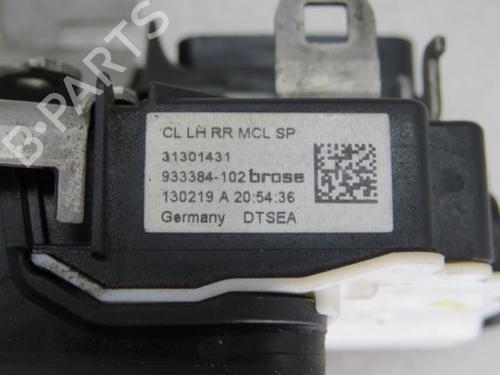 CL LH RR MCL SP
31301431
933384-102 brose
130219 A 20:54:36
Germany DTSEA
B-PARTS